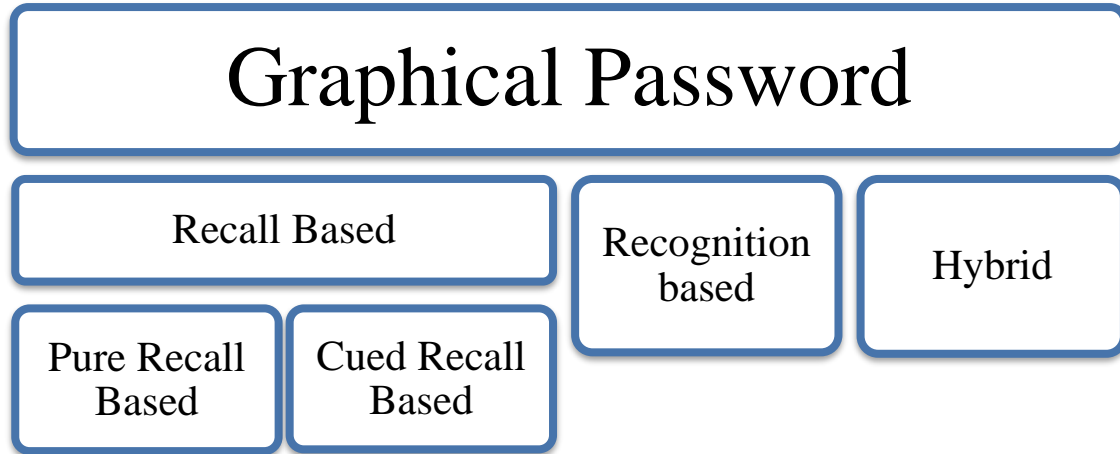 Graphical Password
Recall Based
Recognition
based
Hybrid
Pure Recall
Based
Cued Recall
Based